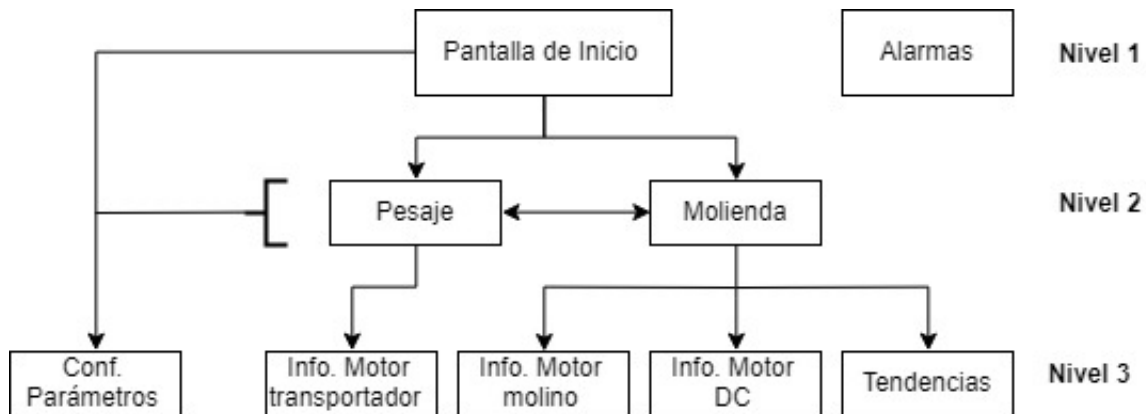 Pantalla de Inicio
Alarmas
Nivel 1
Pesaje
Molienda
Nivel 2
Conf.
Parámetros
Info. Motor
transportador
Info. Motor
molino
Info. Motor
DC
Tendencias
Nivel 3